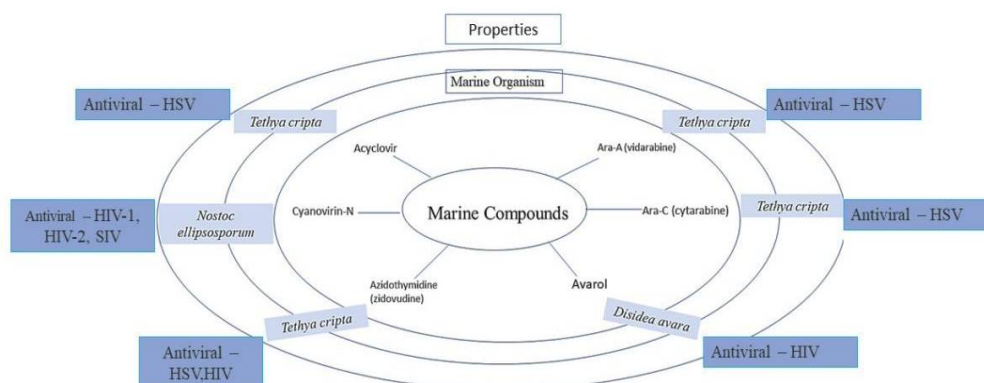 Properties
Marine Organism
Antiviral – HSV
Tethya cripta
Tethya cripta
Antiviral – HSV
Acyclovir
Ara-A (vidarabine)
Antiviral – HIV-1,
HIV-2, SIV
Nostoc
ellipsosporum
Cyanovirin-N
Marine Compounds
Ara-C (cytarabine)
Tethya cripta
Antiviral – HSV
Azidothymidine
(zidovudine)
Avarol
Tethya cripta
Disidea avara
Antiviral –
HSV,HIV
Antiviral – HIV